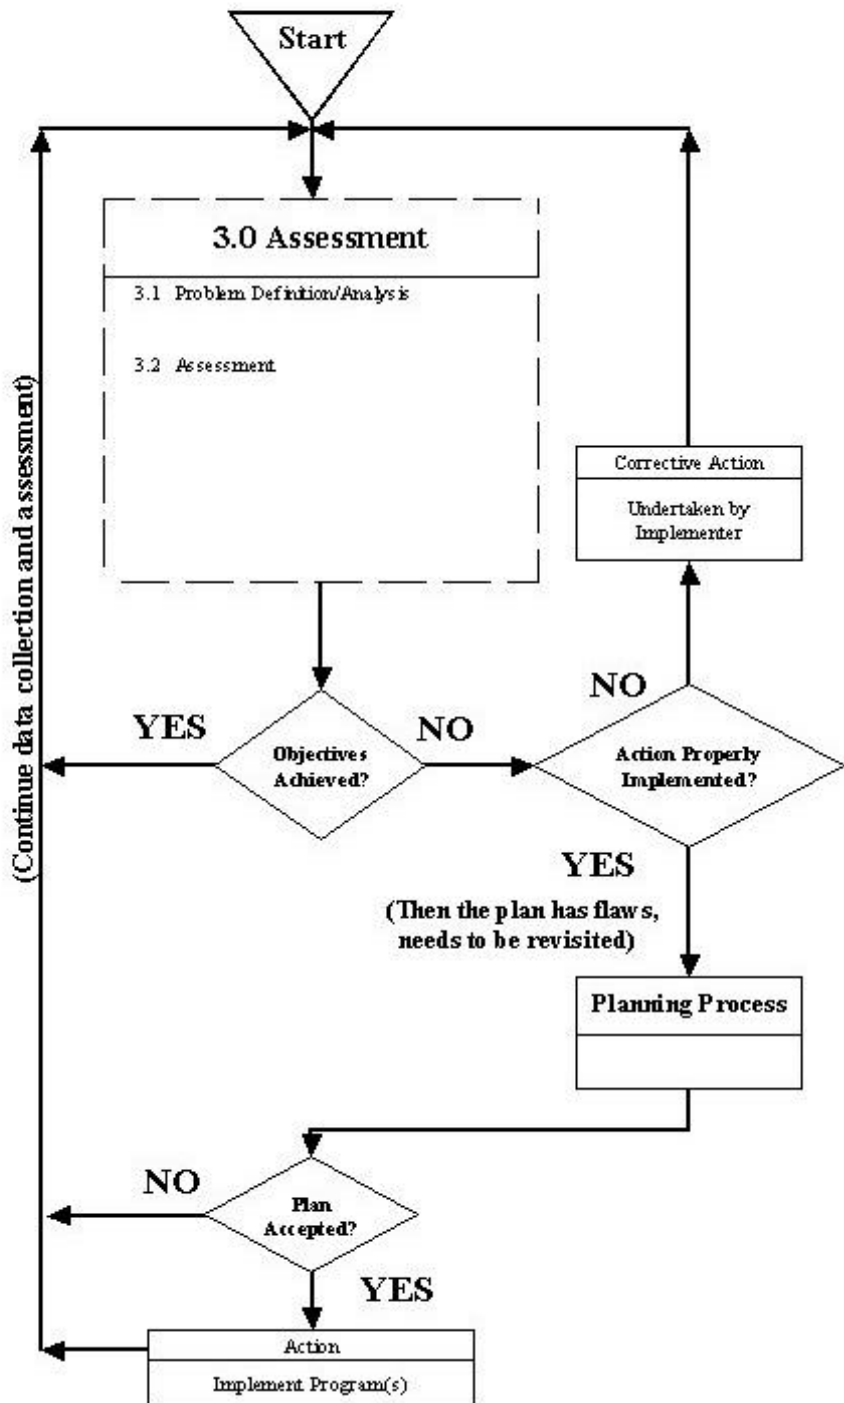 Start
3.0 Assessment
3.1 Problem Definition/Analysis
3.2 Assessment
(Continue data collection and assessment)
Corrective Action
Undertaken by
Implementer
NO
YES
Objectives
Achieved?
NO
Action Properly
Implemented?
YES
(Then the plan has flaws,
needs to be revisited)
Planning Process
NO
Plan
Accepted?
YES
Action
Implement Program(s)